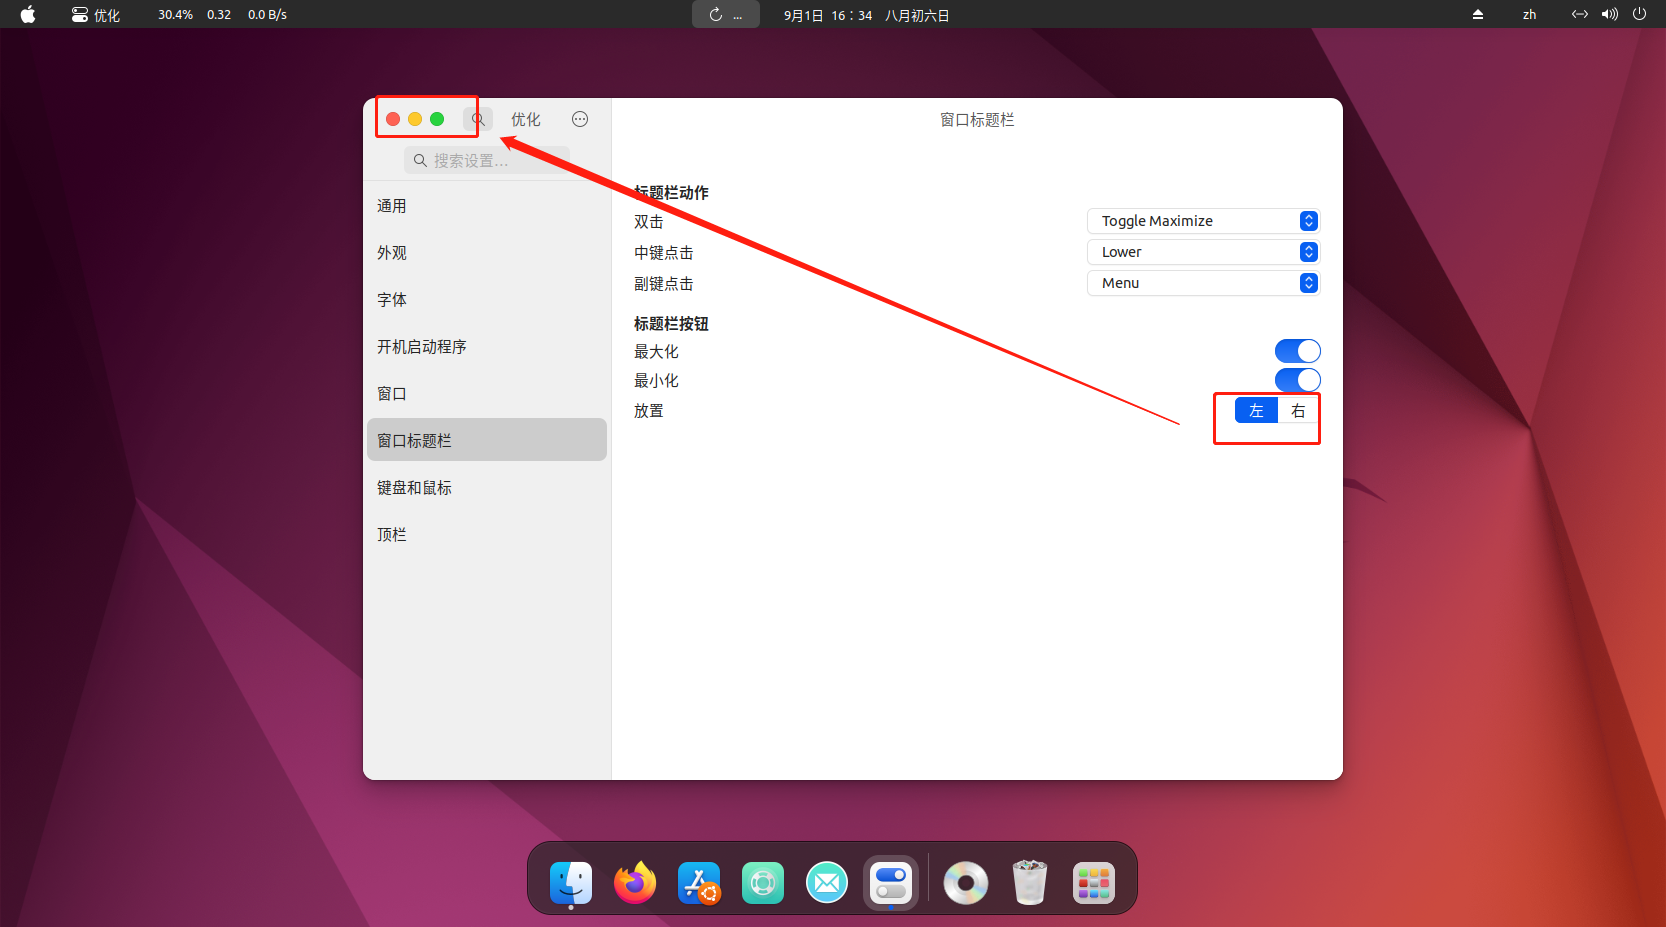 优化 30.4% 0.32 0.0 B/s ... 9月1日 16：34 八月初六日 zh
优化
窗口标题栏
搜索设置...
通用
外观
字体
开机启动程序
窗口
窗口标题栏
键盘和鼠标
顶栏
标题栏动作
双击 Toggle Maximize
中键点击 Lower
副键点击 Menu
标题栏按钮
最大化
最小化
放置 左 右